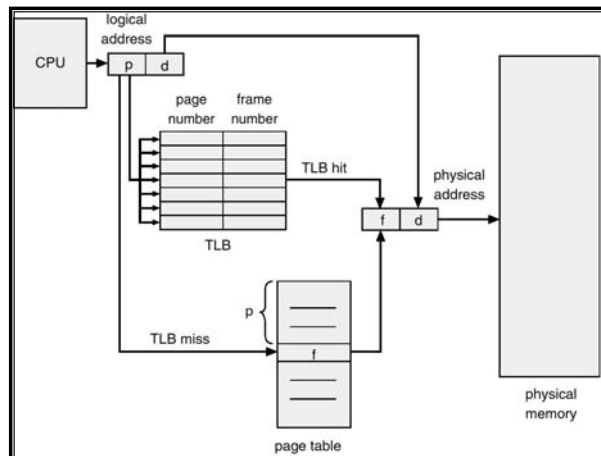 logical
address
CPU
p d
page frame
number number
TLB hit
physical
address
f d
TLB
p
TLB miss
f
physical
memory
page table